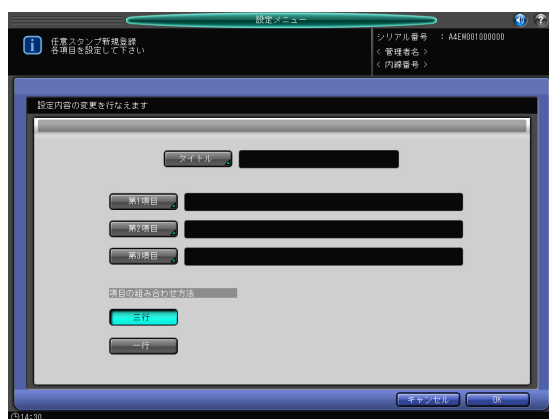 設定メニュー
任意スタンプ新規登録
各項目を設定して下さい
シリアル番号 : A4EW001000000
< 管理者名 >
< 内線番号 >
設定内容の変更を行なえます
タイトル
第1項目
第2項目
第3項目
項目の組み合わせ方法
三行
一行
キャンセル
OK
14:30